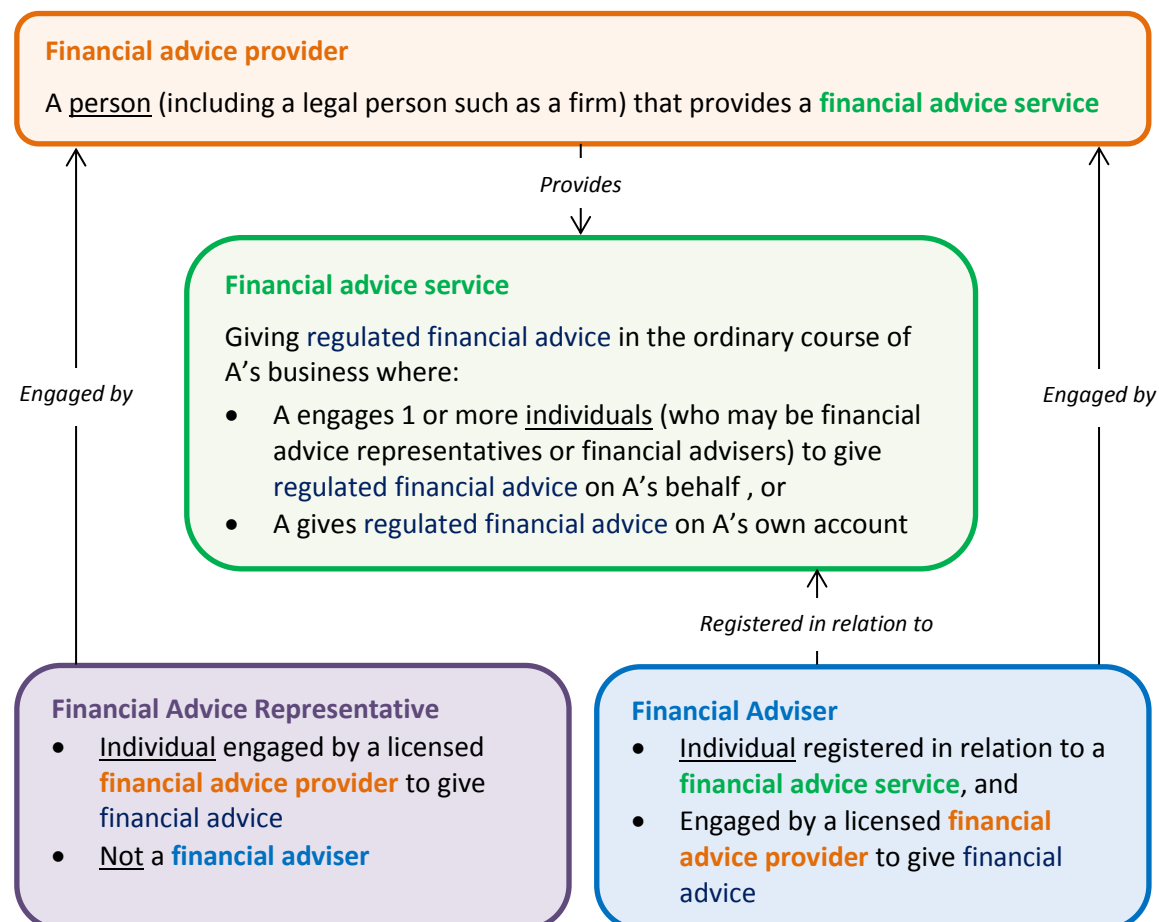 Financial advice provider
A person (including a legal person such as a firm) that provides a financial advice service
Provides
Financial advice service
Giving regulated financial advice in the ordinary course of
A's business where:
• A engages 1 or more individuals (who may be financial
advice representatives or financial advisers) to give
regulated financial advice on A's behalf , or
• A gives regulated financial advice on A's own account
Engaged by
Engaged by
Registered in relation to
Financial Advice Representative
• Individual engaged by a licensed
financial advice provider to give
financial advice
• Not a financial adviser
Financial Adviser
• Individual registered in relation to a
financial advice service, and
• Engaged by a licensed financial
advice provider to give financial
advice